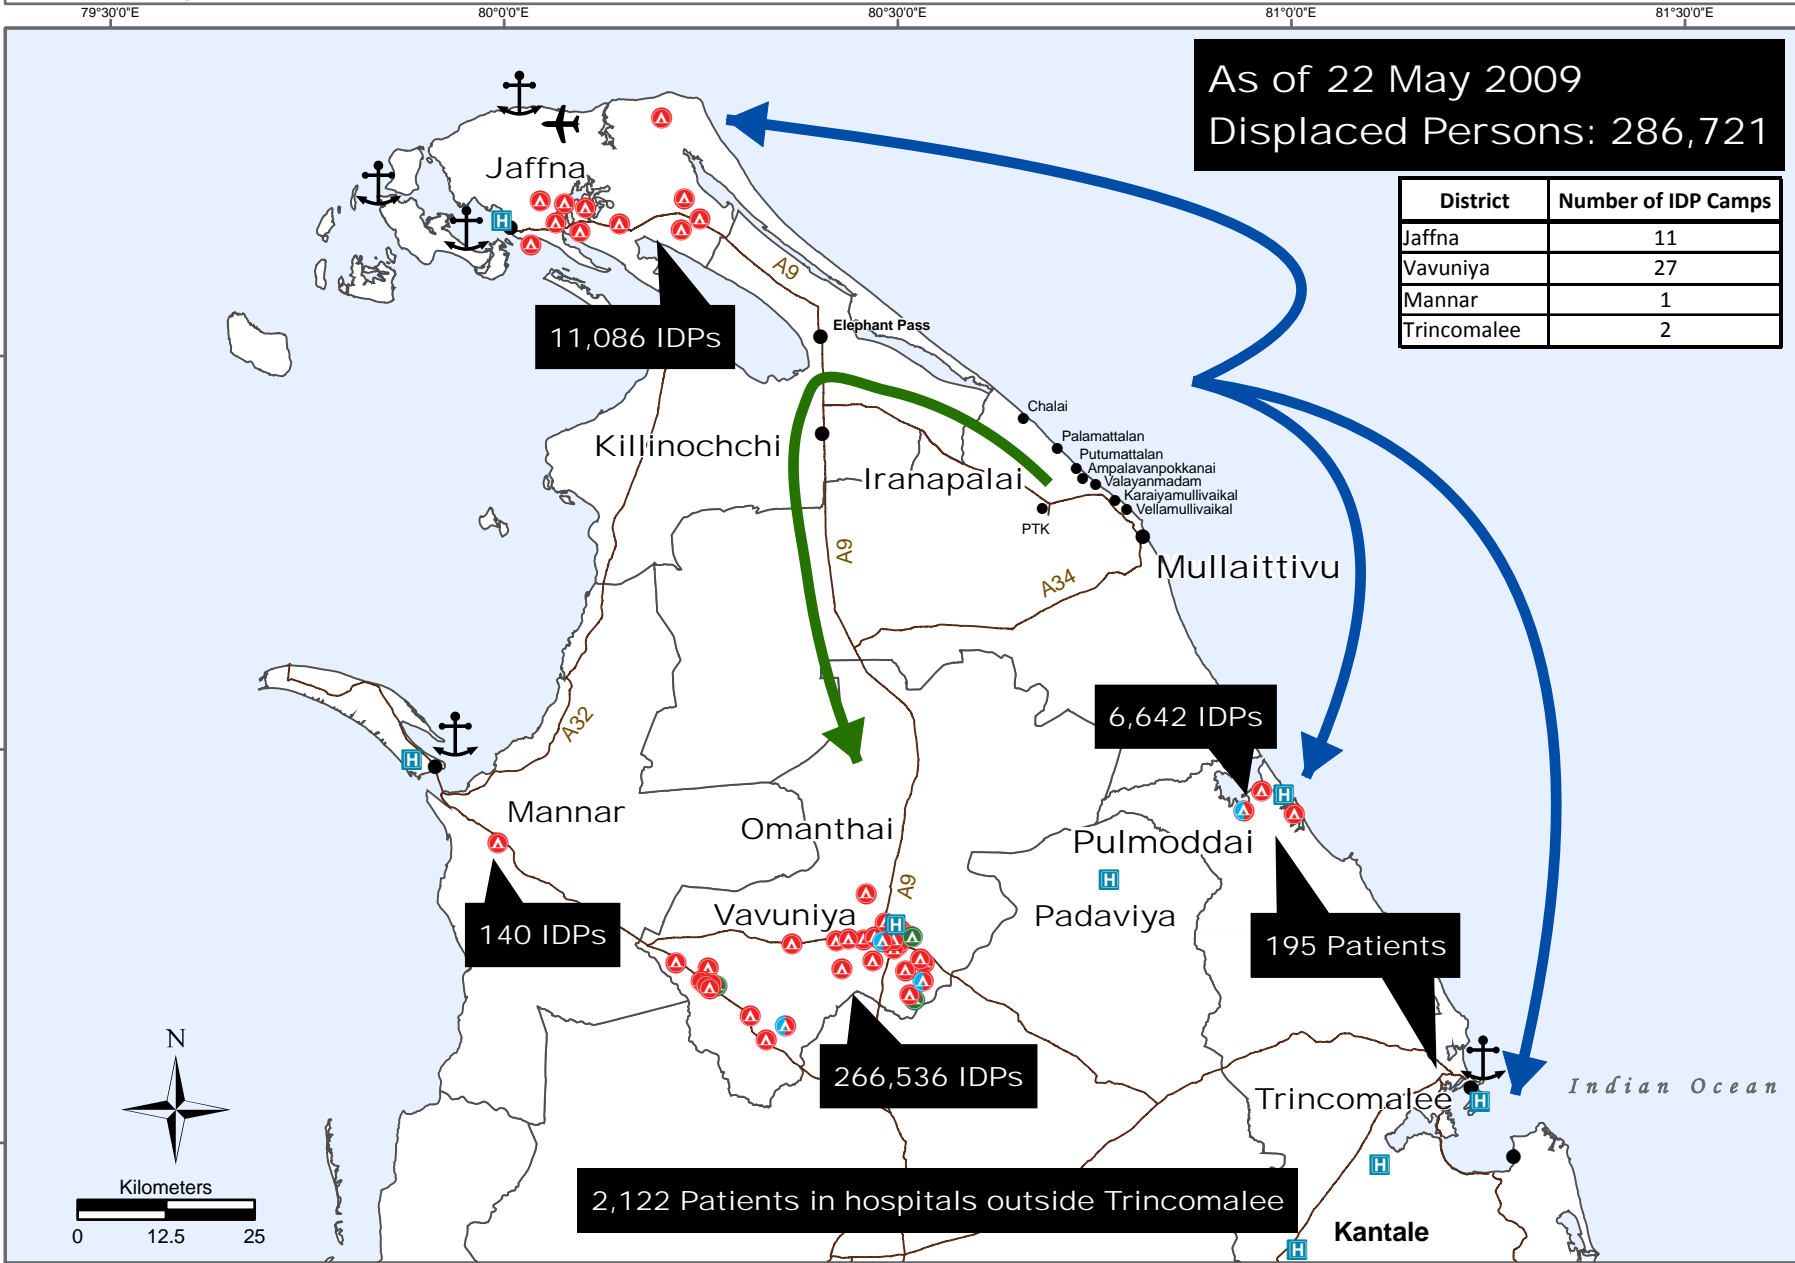 79°30'0"E
80°0'0"E
80°30'0"E
81°0'0"E
81°30'0"E
As of 22 May 2009
Displaced Persons: 286,721
District Number of IDP Camps
Jaffna 11
Vavuniya 27
Mannar 1
Trincomalee 2
Jaffna
H
A9
11,086 IDPs
Elephant Pass
Chalai
Killinochchi
Palamattalan
Putumattalan
Ampalavanpokkanai
Iranapalai
Valayanmadam
Karaiyamullivaikal
Vellamullivaikal
PTK
A9
Mullaittivu
A34
A32
6,642 IDPs
H
H
Mannar
Omanthai
Pulmoddai
H
A9
Vavuniya
Padaviya
H
140 IDPs
195 Patients
N
266,536 IDPs
Indian Ocean
Trincomalee
H
H
Kilometers
0 12.5 25
2,122 Patients in hospitals outside Trincomalee
Kantale
H